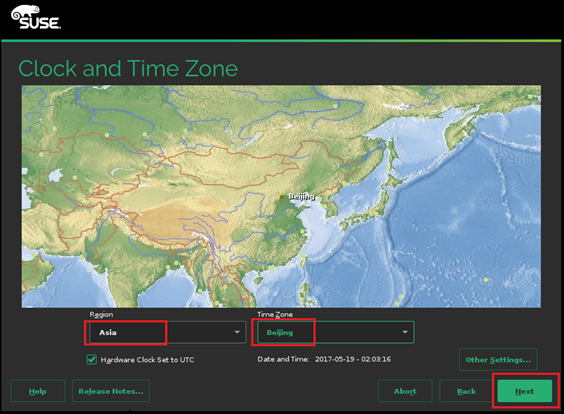 SUSE.
Clock and Time Zone
Beijing
Region
Time Zone
Asia
Beijing
Hardware Clock Set to UTC
Date and Time: 2017-05-19 - 02:03:16
Other Settings...
Help
Release Notes...
Abort
Back
Next